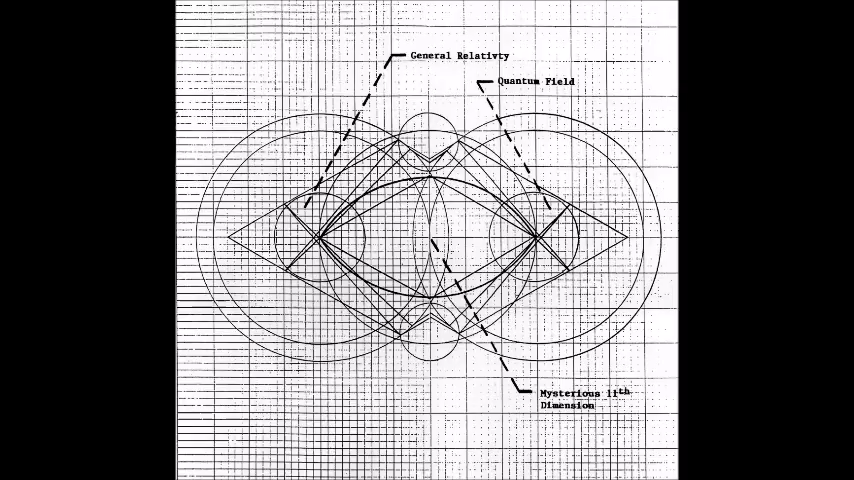 General Relativty
Quantum Field
Mysterious 11th
Dimension